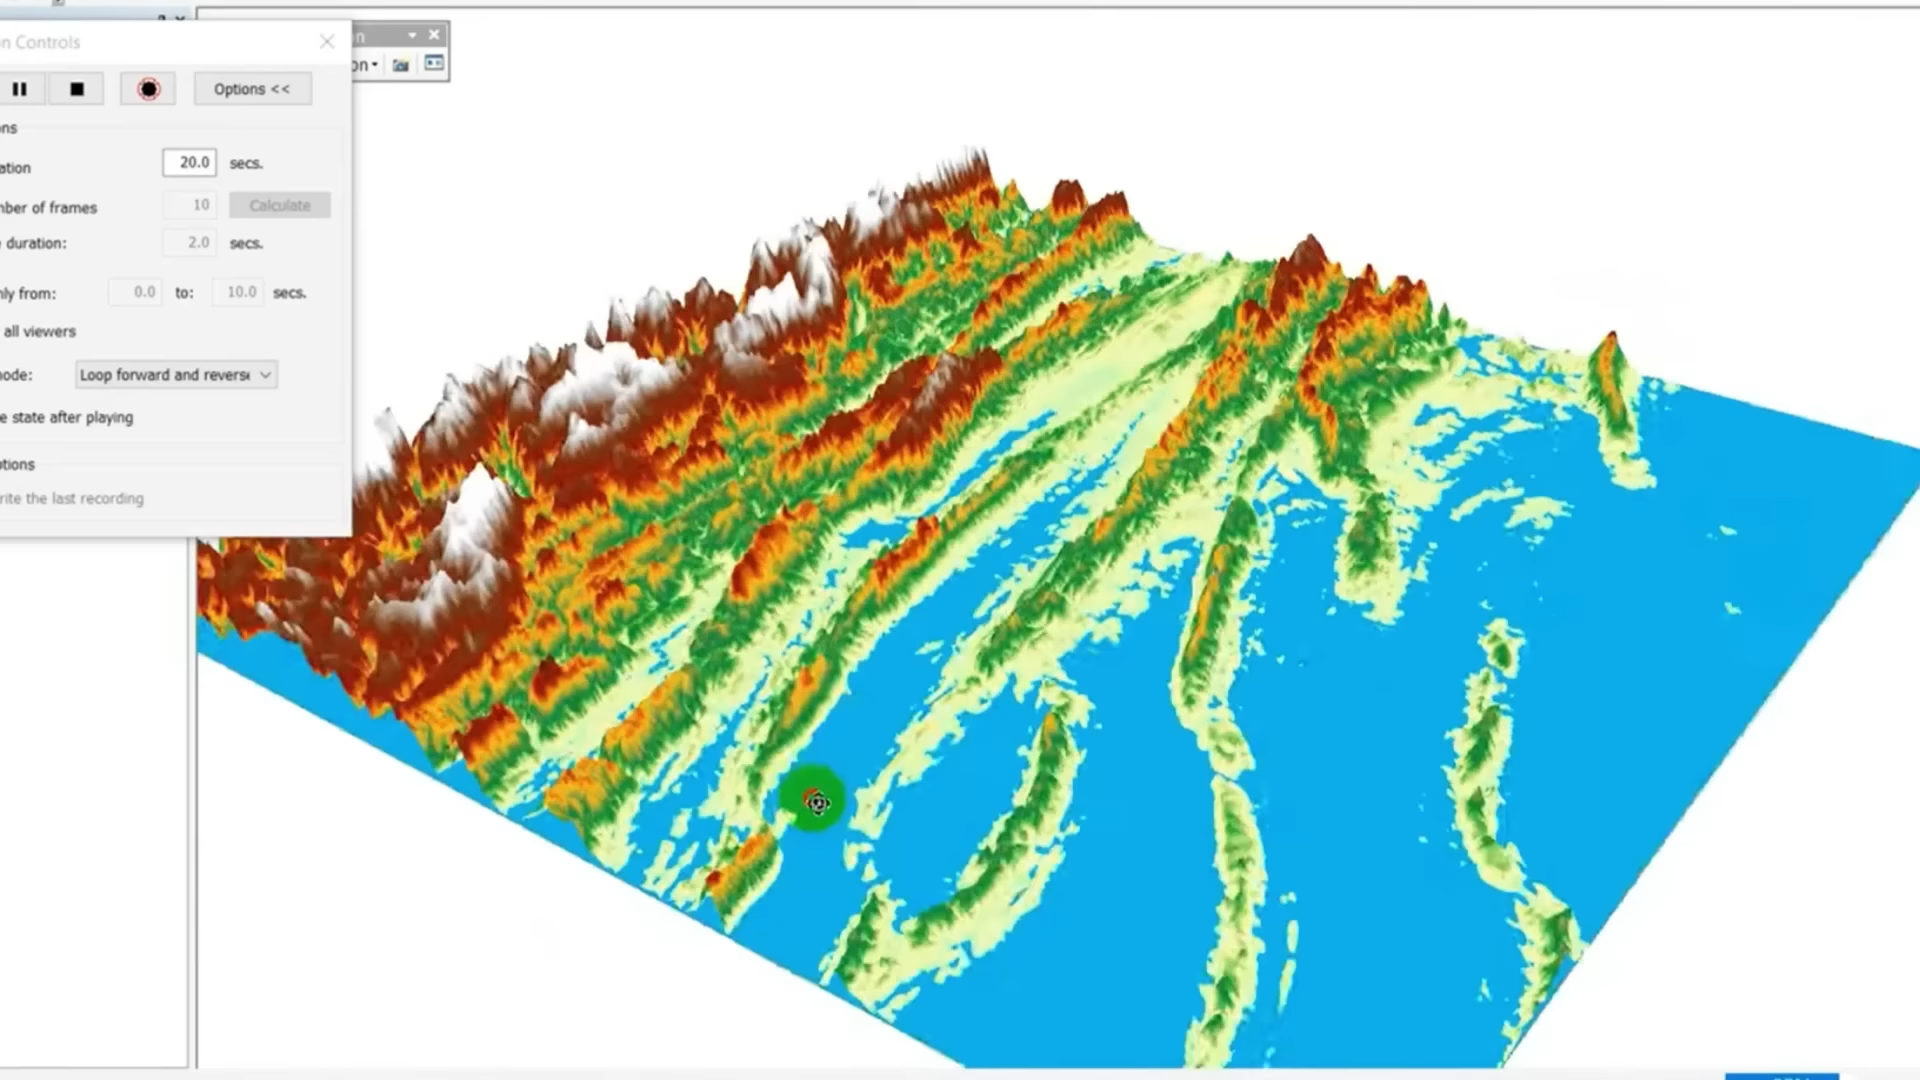 n Controls
n
on
Options <<
ns
ation 20.0 secs.
nber of frames 10 Calculate
duration: 2.0 secs.
nly from: 0.0 to: 10.0 secs.
all viewers
node: Loop forward and revers
e state after playing
otions
rite the last recording